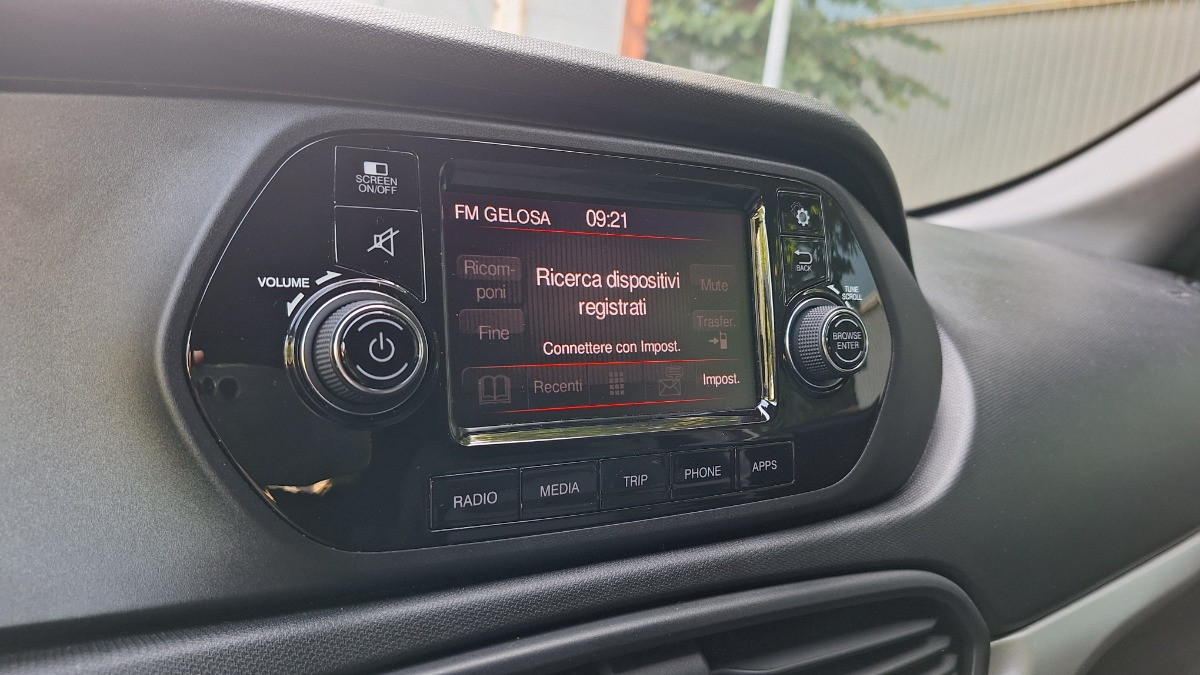 SCREEN
ON/OFF
VOLUME
FM GELOSA 09:21
Ricom-
poni
Fine
Ricerca dispositivi
registrati
Connettere con Impost.
Mute
Trasfer.
Recenti
Impost.
BACK
TUNE
SCROLL
BROWSE
ENTER
RADIO
MEDIA
TRIP
PHONE
APPS